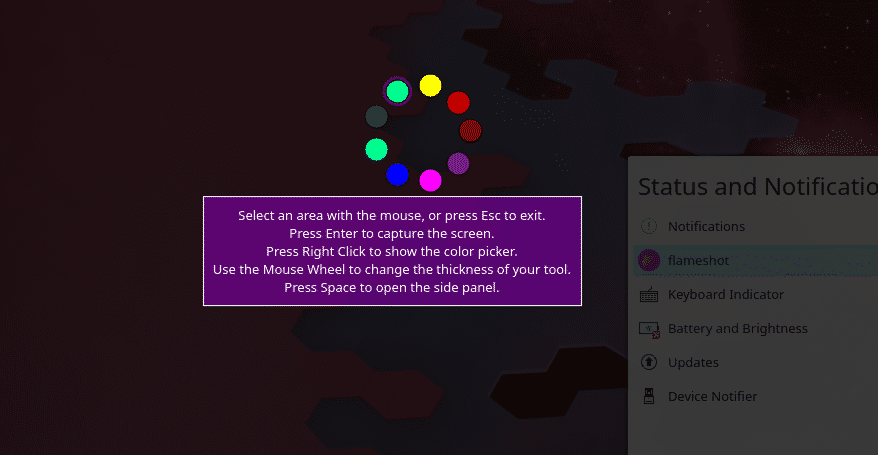 Select an area with the mouse, or press Esc to exit.
Press Enter to capture the screen.
Press Right Click to show the color picker.
Use the Mouse Wheel to change the thickness of your tool.
Press Space to open the side panel.
Status and Notificatio
Notifications
flameshot
Keyboard Indicator
Battery and Brightness
Updates
Device Notifier